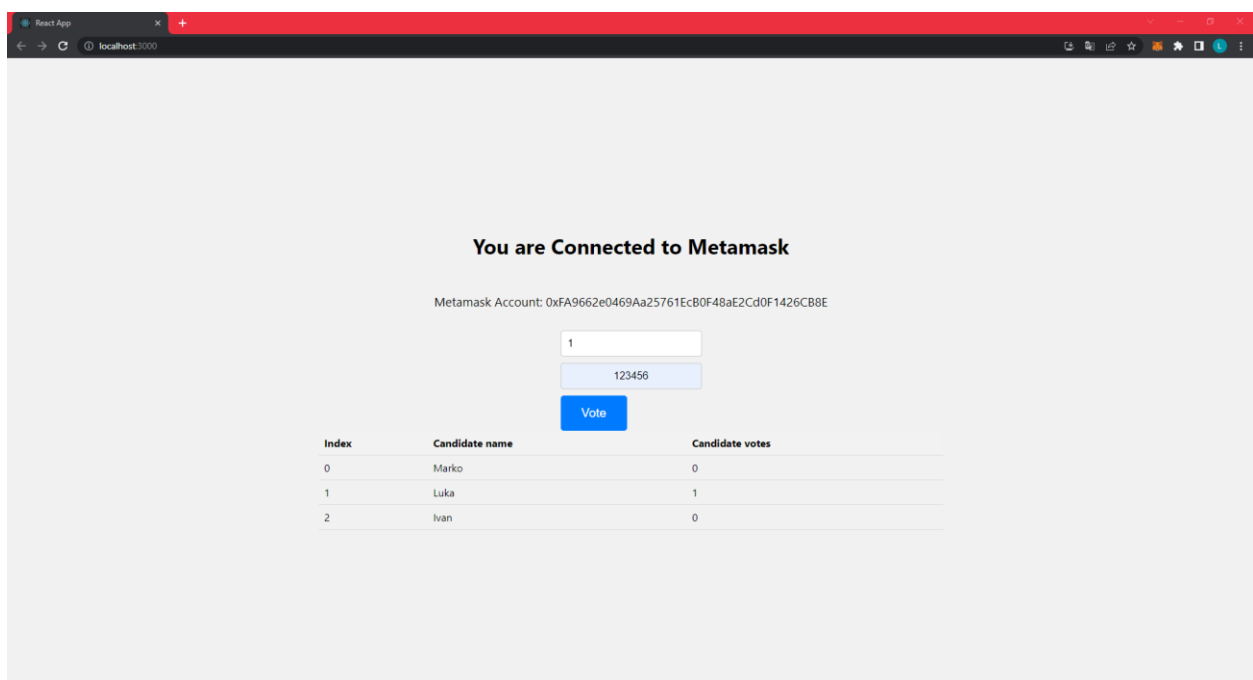 React App
localhost:3000
L
You are Connected to Metamask
Metamask Account: 0xFA9662e0469Aa25761EcB0F48aE2Cd0F1426CB8E
1
123456
Vote
Index Candidate name Candidate votes
0 Marko 0
1 Luka 1
2 Ivan 0